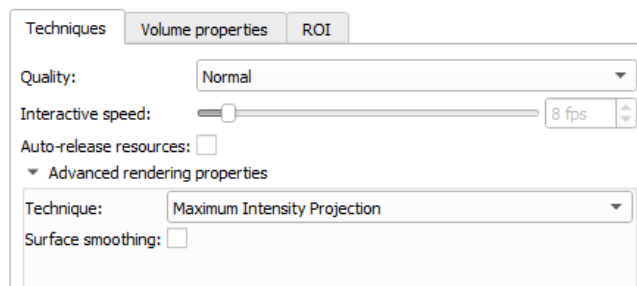 Techniques Volume properties ROI
Quality: Normal
Interactive speed: 8 fps
Auto-release resources:
Advanced rendering properties
Technique: Maximum Intensity Projection
Surface smoothing: